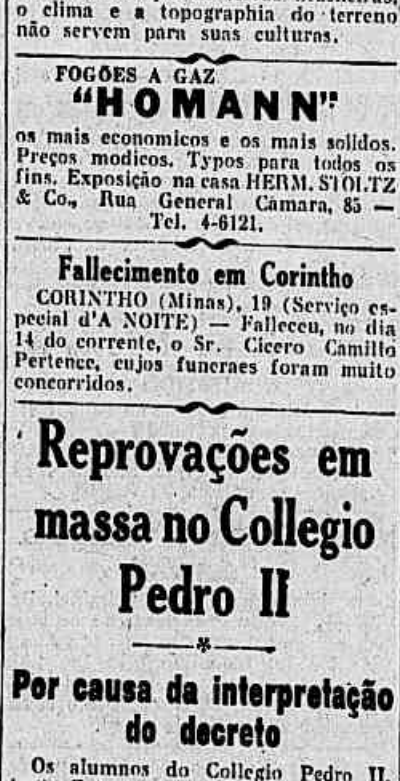 o clima e a topographia do terreno
não servem para suas culturas.
FOGÕES A GAZ
"HOMANN"
os mais economicos e os mais solidos.
Preços modicos. Typos para todos os
fins. Exposição na casa HERM. STOLTZ
& Co., Rua General Camara, 85 —
Tel. 4-6121.
Fallecimento em Corintho
CORINTHO (Minas), 19 (Serviço es-
pecial d'A NOITE) — Falleceu, no dia
14 do corrente, o Sr. Cicero Camillo
Pertence, cujos funeraes foram muito
concorridos.
Reprovações em
massa no Collegio
Pedro II
Por causa da interpretação
do decreto
Os alumnos do Collegio Pedro II,